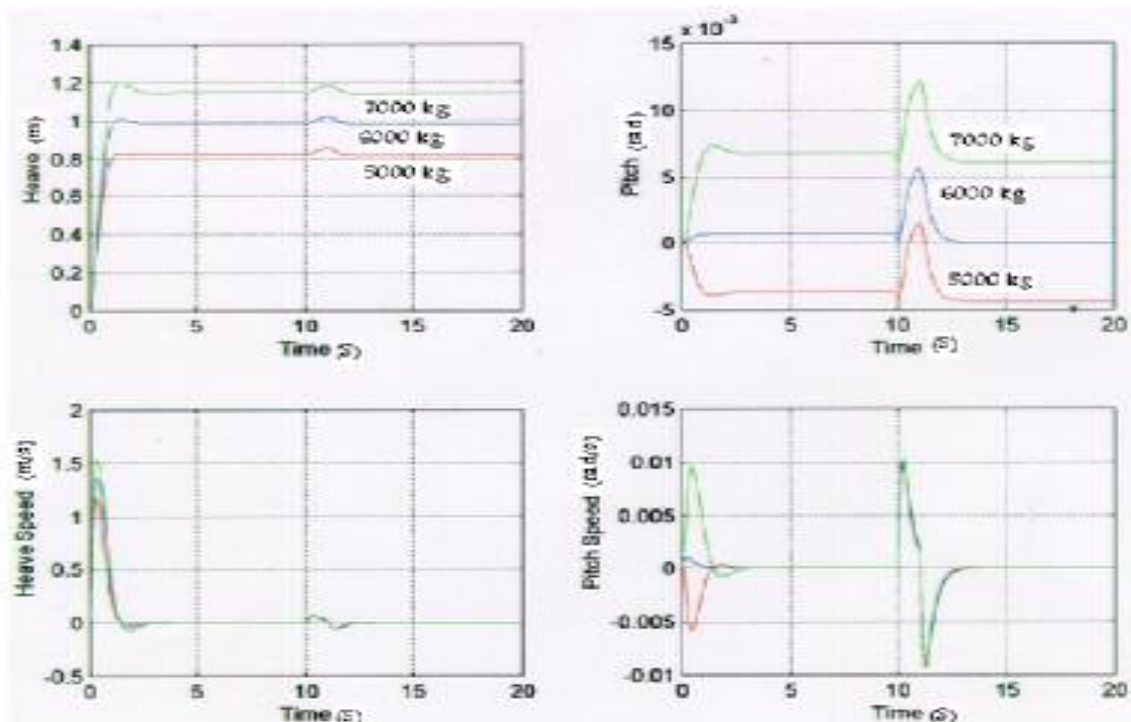 Heave (m)
1.4
1.2
1
0.8
0.6
0.4
0.2
0
7000 kg
6000 kg
5000 kg
0 5 10 15 20
Time (S)
Pitch (rad)
x 10⁻³
15
10
5
0
-5
7000 kg
6000 kg
5000 kg
0 5 10 15 20
Time (S)
Heave Speed (m/s)
2
1.5
1
0.5
0
-0.5
0 5 10 15 20
Time (S)
Pitch Speed (rad/s)
0.015
0.01
0.005
0
-0.005
-0.01
0 5 10 15 20
Time (S)